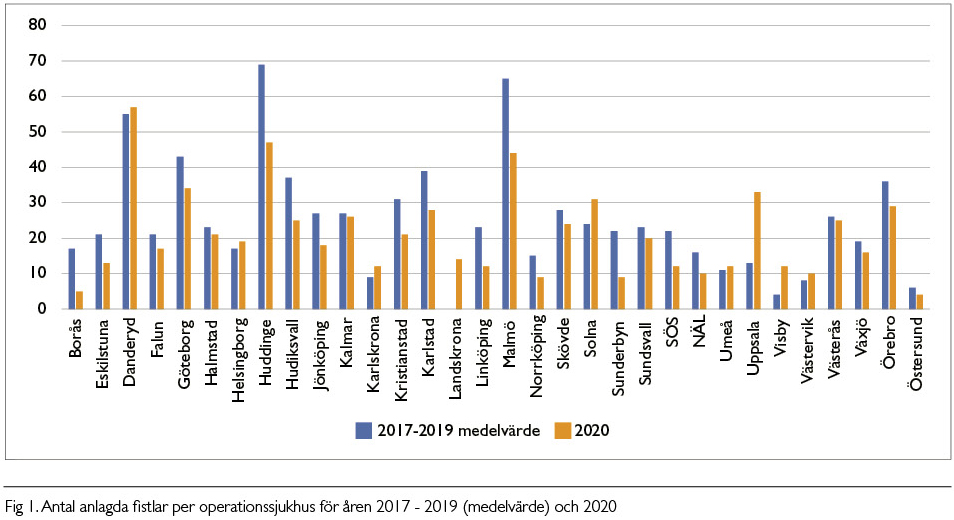 80
70
60
50
40
30
20
10
0
Borås
Eskilstuna
Danderyd
Falun
Göteborg
Halmstad
Helsingborg
Huddinge
Hudiksvall
Jönköping
Kalmar
Karlskrona
Kristianstad
Karlstad
Landskrona
Linköping
Malmö
Norrköping
Skövde
Solna
Sunderbyn
Sundsvall
SÖS
NÄL
Umeå
Uppsala
Visby
Västervik
Västerås
Växjö
Örebro
Östersund
2017-2019 medelvärde 2020
Fig 1. Antal anlagda fistlar per operationssjukhus för åren 2017 - 2019 (medelvärde) och 2020